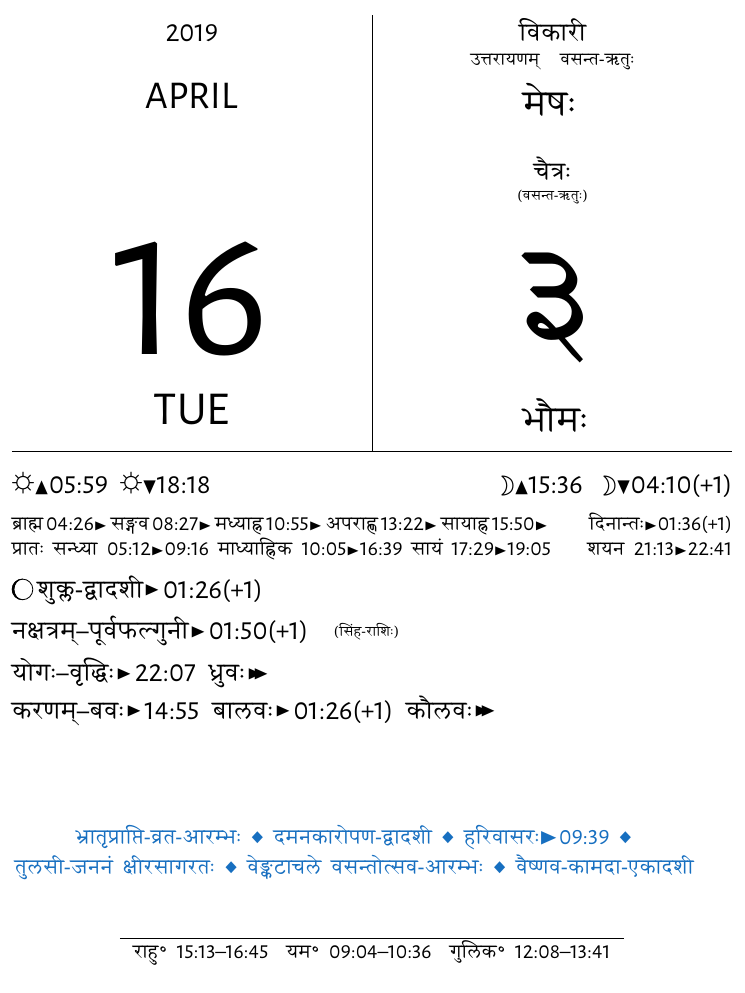 2019
APRIL
16
TUE
विकारी
उत्तरायणम् वसन्त-ऋतुः
मेषः
चैत्रः
(वसन्त-ऋतुः)
३
भौमः
☼▲05:59 ☼▼18:18 ☽▲15:36 ☽▼04:10(+1)
ब्राह्म 04:26► सङ्गव 08:27► मध्याह्न 10:55► अपराह्ण 13:22► सायाह्न 15:50► दिनान्तः►01:36(+1)
प्रातः सन्ध्या 05:12►09:16 माध्याह्निक 10:05►16:39 सायं 17:29►19:05 शयन 21:13►22:41
शुक्ल-द्वादशी►01:26(+1)
नक्षत्रम्–पूर्वफल्गुनी►01:50(+1) (सिंह-राशिः)
योगः–वृद्धिः►22:07 ध्रुवः►►
करणम्–बवः►14:55 बालवः►01:26(+1) कौलवः►►
भ्रातृप्राप्ति-व्रत-आरम्भः ◆ दमनकारोपण-द्वादशी ◆ हरिवासरः►09:39 ◆
तुलसी-जननं क्षीरसागरतः ◆ वेङ्कटाचले वसन्तोत्सव-आरम्भः ◆ वैष्णव-कामदा-एकादशी
राहु॰ 15:13–16:45 यम॰ 09:04–10:36 गुलिक॰ 12:08–13:41